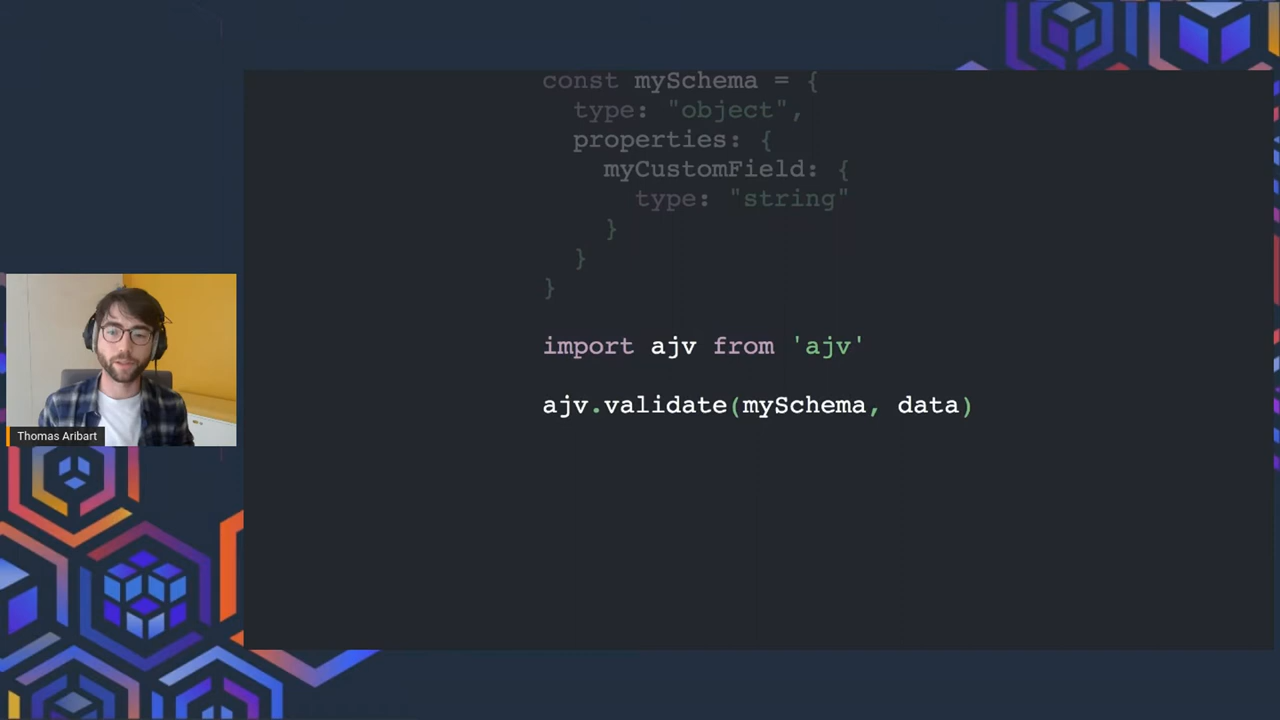 const mySchema = {
type: "object",
properties: {
myCustomField: {
type: "string"
}
}
}
import ajv from 'ajv'
ajv.validate(mySchema, data)
Thomas Aribart